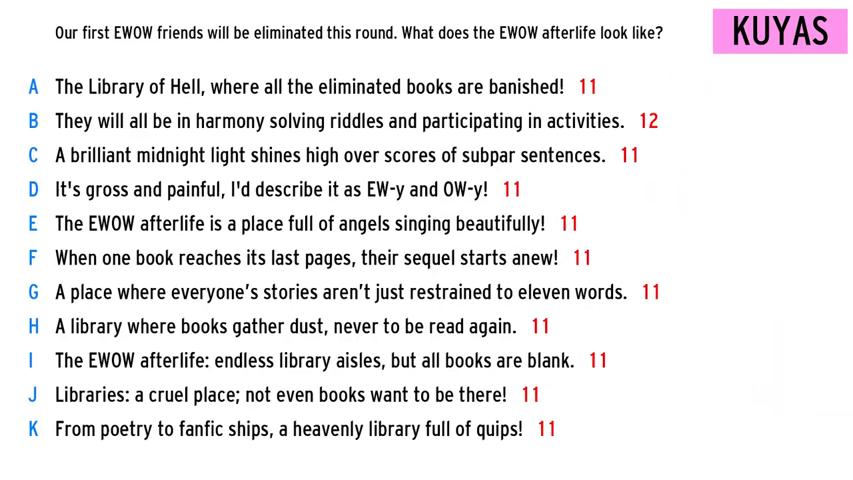 Our first EWOW friends will be eliminated this round. What does the EWOW afterlife look like?
KUYAS
A The Library of Hell, where all the eliminated books are banished! 11
B They will all be in harmony solving riddles and participating in activities. 12
C A brilliant midnight light shines high over scores of subpar sentences. 11
D It's gross and painful, I'd describe it as EW-y and OW-y! 11
E The EWOW afterlife is a place full of angels singing beautifully! 11
F When one book reaches its last pages, their sequel starts anew! 11
G A place where everyone’s stories aren’t just restrained to eleven words. 11
H A library where books gather dust, never to be read again. 11
I The EWOW afterlife: endless library aisles, but all books are blank. 11
J Libraries: a cruel place; not even books want to be there! 11
K From poetry to fanfic ships, a heavenly library full of quips! 11